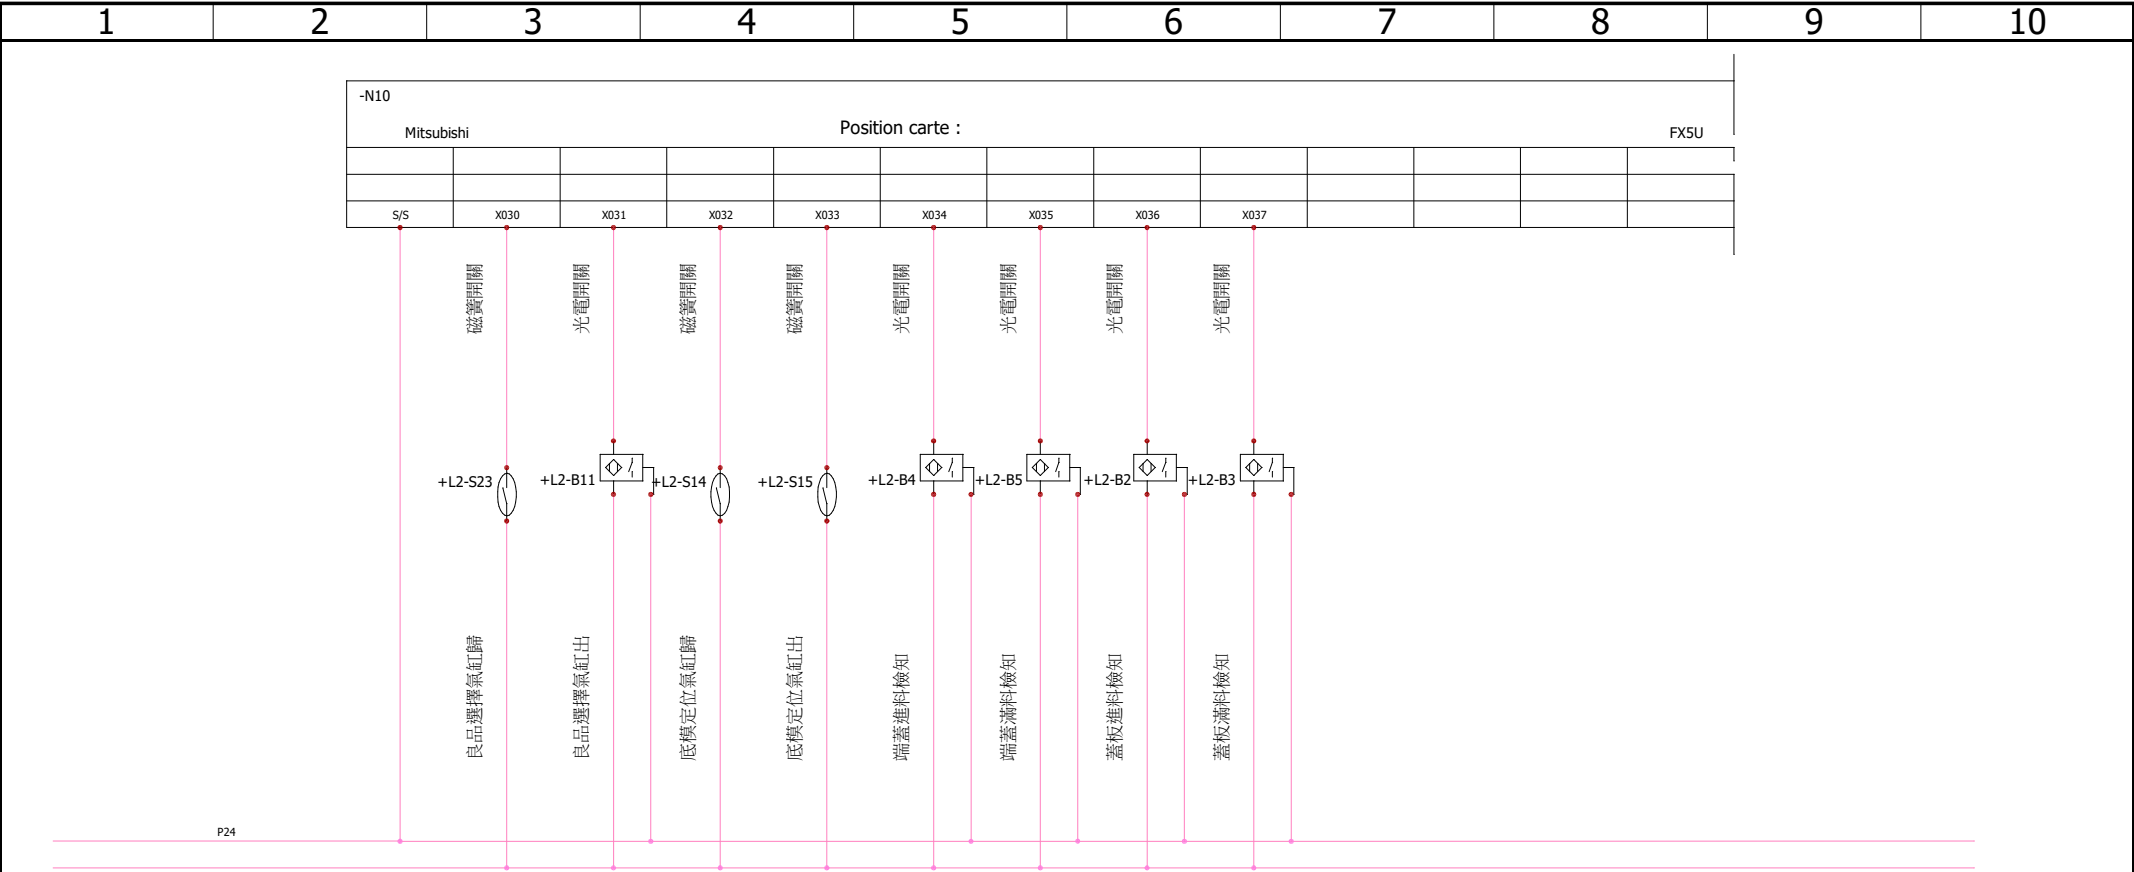 1 2 3 4 5 6 7 8 9 10
-N10
Mitsubishi Position carte : FX5U
S/S X030 X031 X032 X033 X034 X035 X036 X037
磁簧開關
光電開關
磁簧開關
磁簧開關
光電開關
光電開關
光電開關
光電開關
+L2-S23 +L2-B11 +L2-S14 +L2-S15 +L2-B4 +L2-B5 +L2-B2 +L2-B3
良品選擇氣缸歸
良品選擇氣缸出
底模定位氣缸歸
底模定位氣缸出
端蓋進料檢知
端蓋滿料檢知
蓋板進料檢知
蓋板滿料檢知
P24